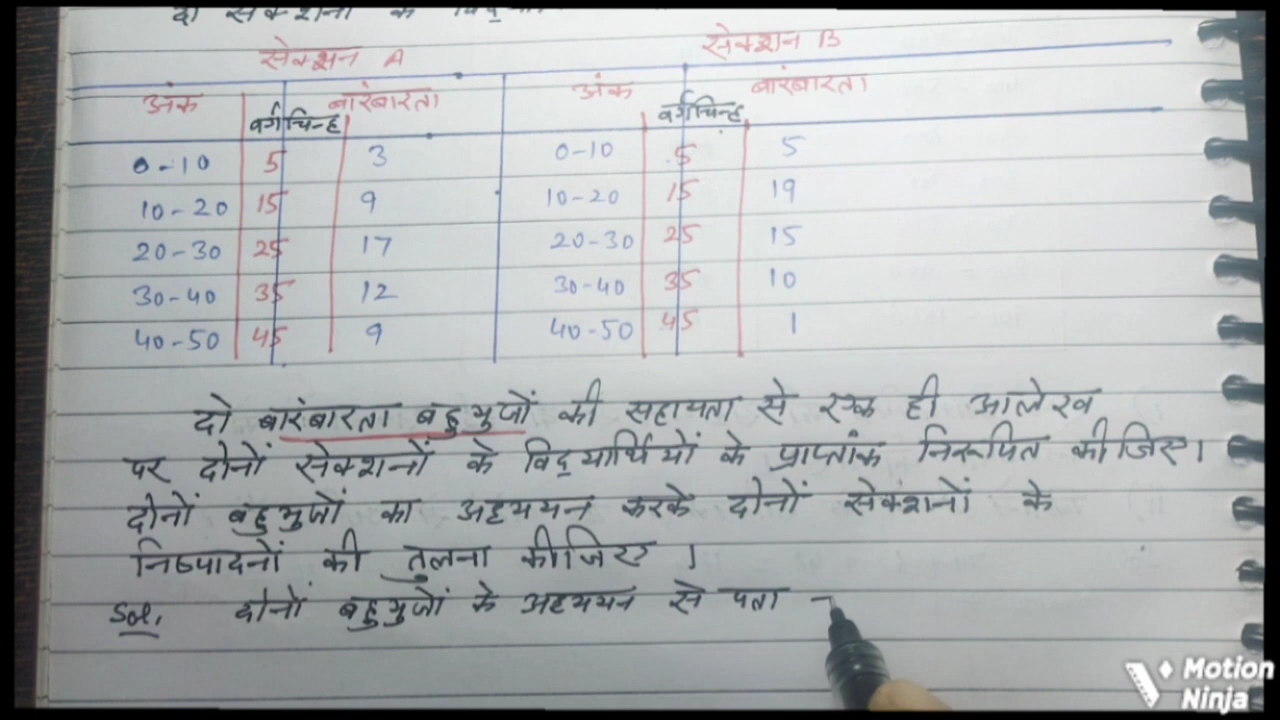 दो सेक्शनों के
सेक्शन A सेक्शन B
अंक वर्गचिन्ह बारंबारता अंक वर्गचिन्ह बारंबारता
0-10 5 3 0-10 5 5
10-20 15 9 10-20 15 19
20-30 25 17 20-30 25 15
30-40 35 12 30-40 35 10
40-50 45 9 40-50 45 1
दो बारंबारता बहुभुजों की सहायता से एक ही आलेख
पर दोनों सेक्शनों के विद्यार्थियों के प्राप्तांक निरूपित कीजिए।
दोनों बहुभुजों का अध्ययन करके दोनों सेक्शनों के
निष्पादनों की तुलना कीजिए ।
Sol. दोनों बहुभुजों के अध्ययन से पता
Motion
Ninja